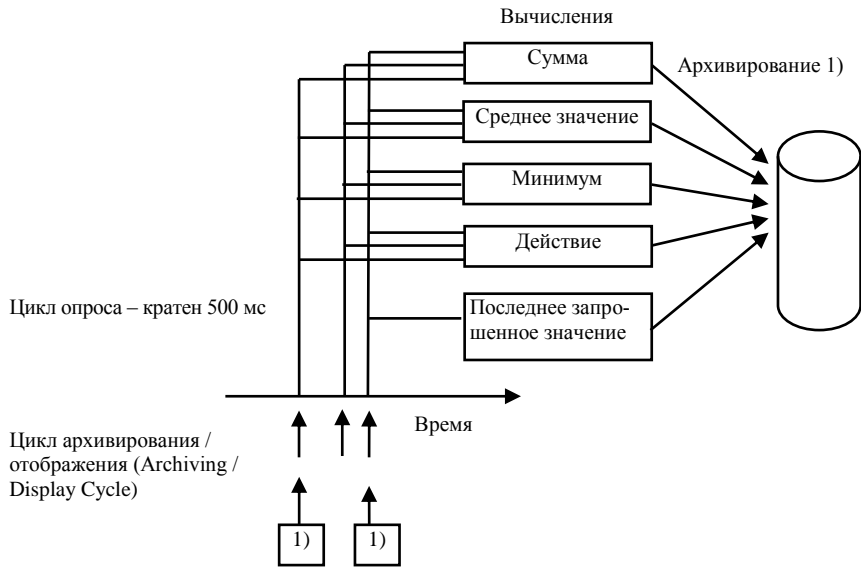 Вычисления
Сумма
Архивирование 1)
Среднее значение
Минимум
Действие
Цикл опроса – кратен 500 мс
Последнее запро-
шенное значение
Время
Цикл архивирования /
отображения (Archiving /
Display Cycle)
1)
1)